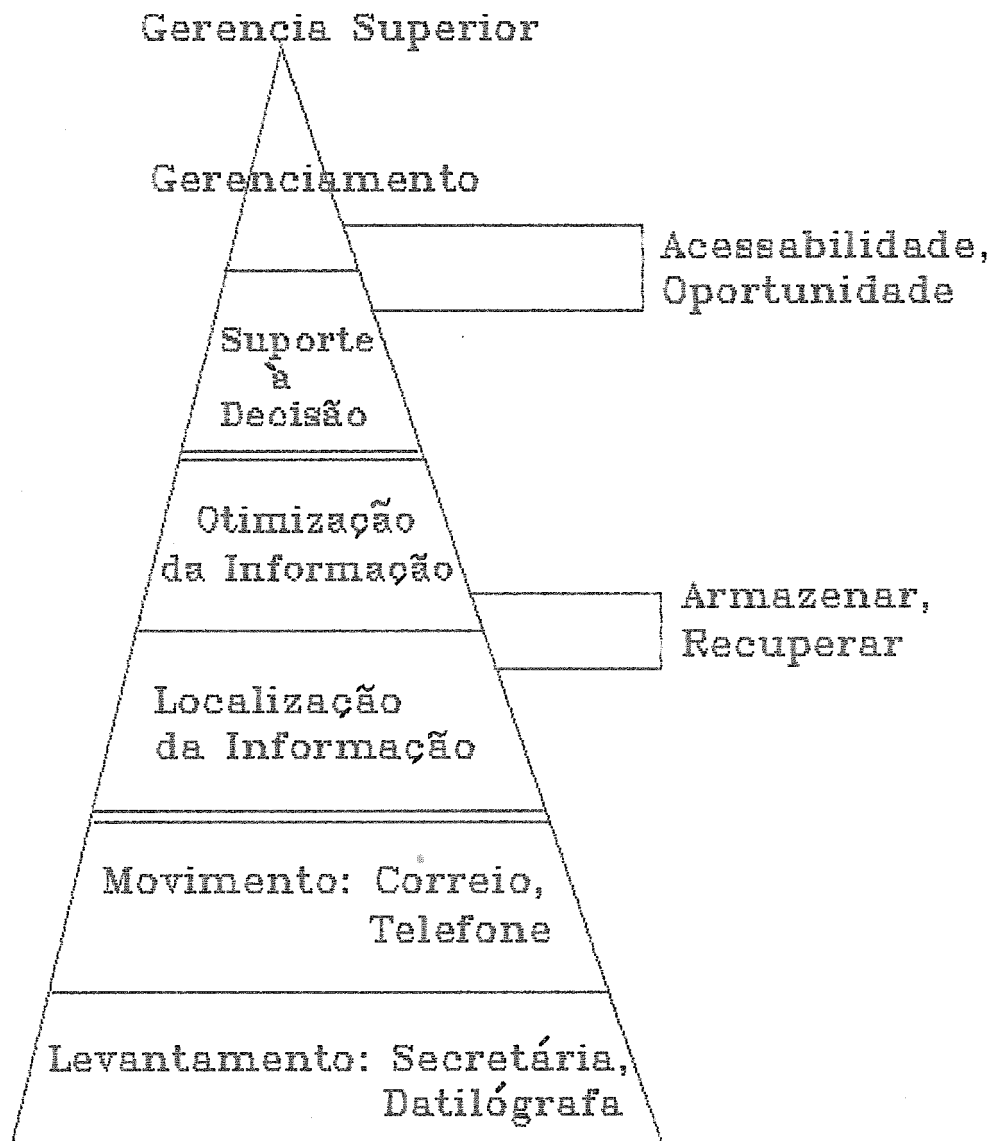 Gerencia Superior
Gerenciamento
Acessabilidade,
Oportunidade
Suporte
à
Decisão
Otimização
da Informação
Armazenar,
Recuperar
Localização
da Informação
Movimento: Correio,
Telefone
Levantamento: Secretária,
Datilógrafa